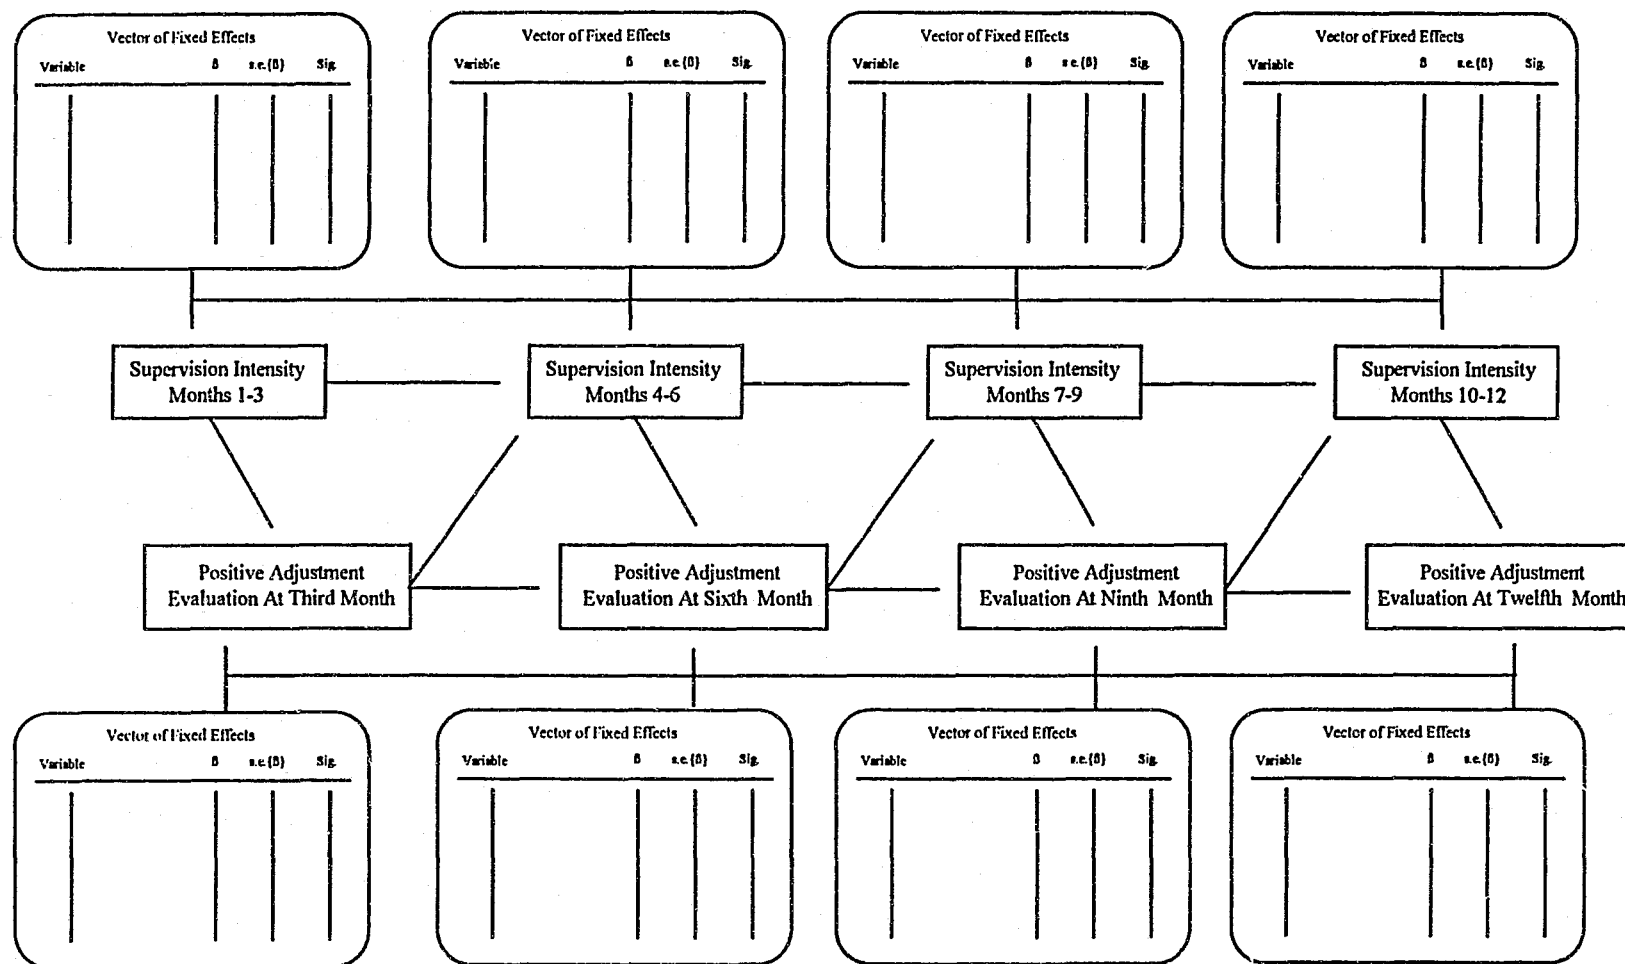 Vector of Fixed Effects
Variable ß s.e.{ß} Sig.
Vector of Fixed Effects
Variable ß s.e.{ß} Sig.
Vector of Fixed Effects
Variable ß s.e.{ß} Sig.
Vector of Fixed Effects
Variable ß s.e.{ß} Sig.
Supervision Intensity
Months 1-3
Supervision Intensity
Months 4-6
Supervision Intensity
Months 7-9
Supervision Intensity
Months 10-12
Positive Adjustment
Evaluation At Third Month
Positive Adjustment
Evaluation At Sixth Month
Positive Adjustment
Evaluation At Ninth Month
Positive Adjustment
Evaluation At Twelfth Month
Vector of Fixed Effects
Variable ß s.e.{ß} Sig.
Vector of Fixed Effects
Variable ß s.e.{ß} Sig.
Vector of Fixed Effects
Variable ß s.e.{ß} Sig.
Vector of Fixed Effects
Variable ß s.e.{ß} Sig.